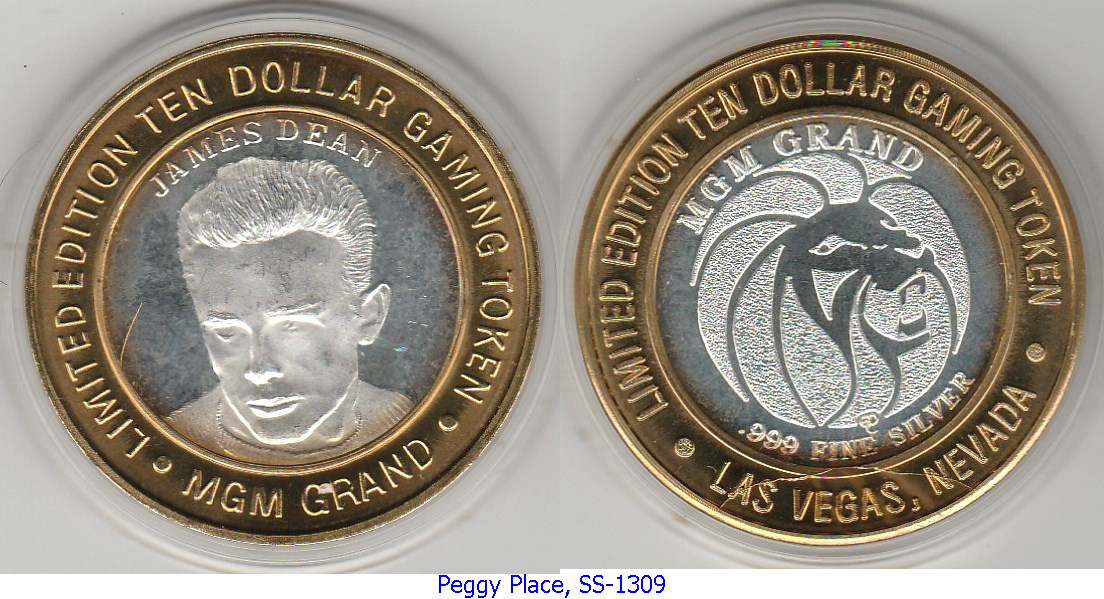 LIMITED EDITION TEN DOLLAR GAMING TOKEN
JAMES DEAN
• MGM GRAND •
LIMITED EDITION TEN DOLLAR GAMING TOKEN
MGM GRAND
.999 FINE SILVER
• LAS VEGAS, NEVADA •
Peggy Place, SS-1309